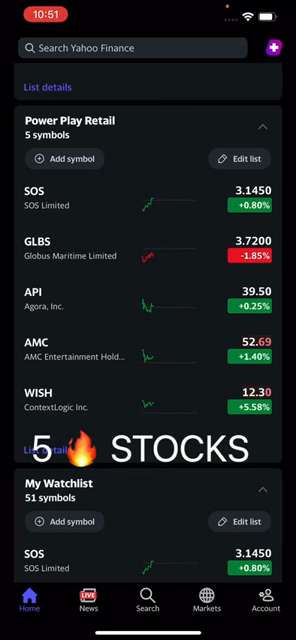 10:51
Search Yahoo Finance
List details
Power Play Retail
5 symbols
Add symbol
Edit list
SOS
3.1450
SOS Limited
+0.80%
GLBS
3.7200
Globus Maritime Limited
-1.85%
API
39.50
Agora, Inc.
+0.25%
AMC
52.69
AMC Entertainment Hold...
+1.40%
WISH
12.30
ContextLogic Inc.
+5.58%
List details
5 🔥 STOCKS
My Watchlist
51 symbols
Add symbol
Edit list
SOS
3.1450
SOS Limited
+0.80%
LIVE
Home
News
Search
Markets
Account